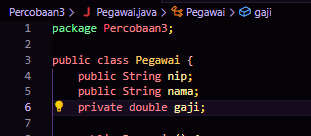 Percobaan3 > Pegawai.java > Pegawai > gaji
1 package Percobaan3;
2
3 public class Pegawai {
4 public String nip;
5 public String nama;
6 private double gaji;
7